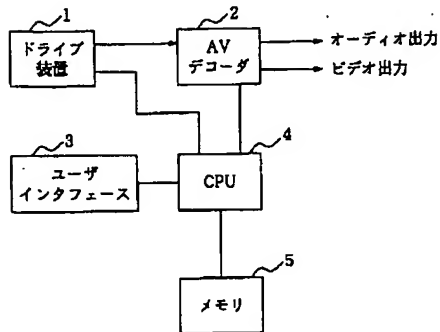 1
ドライブ
装置
2
AV
デコーダ
オーディオ出力
ビデオ出力
3
ユーザ
インタフェース
4
CPU
5
メモリ